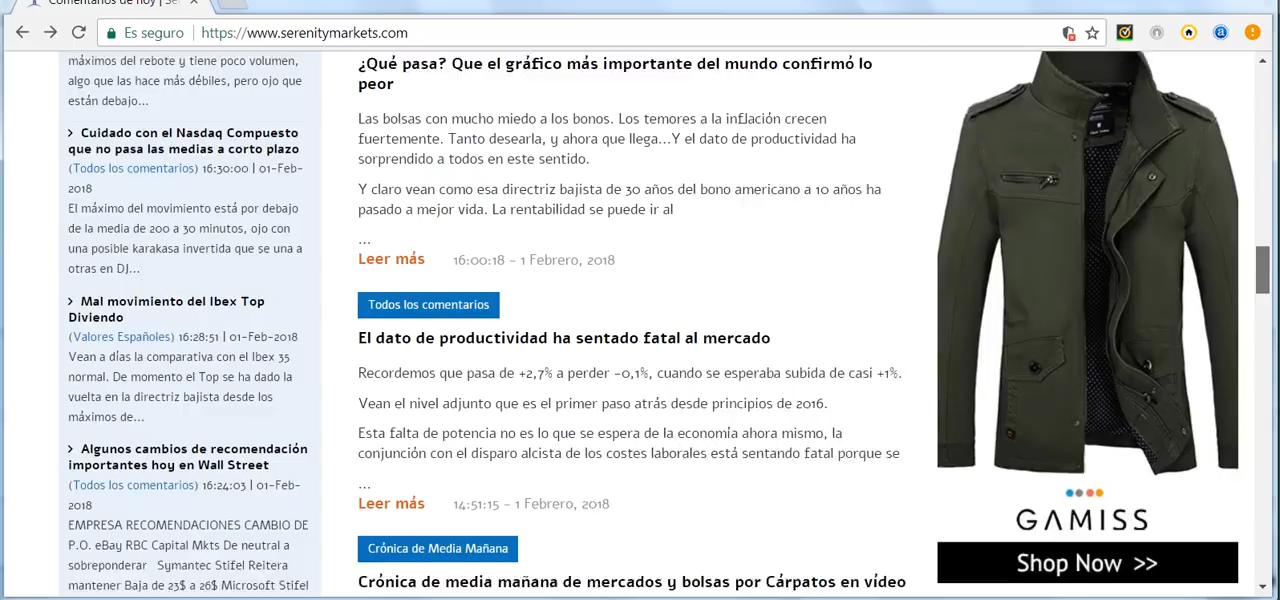 Comentarios de hoy | Se
Es seguro | https://www.serenitymarkets.com
máximos del rebote y tiene poco volumen,
algo que las hace más débiles, pero ojo que
están debajo...
> Cuidado con el Nasdaq Compuesto
que no pasa las medias a corto plazo
(Todos los comentarios) 16:30:00 | 01-Feb-
2018
El máximo del movimiento está por debajo
de la media de 200 a 30 minutos, ojo con
una posible karakasa invertida que se una a
otras en DJ...
> Mal movimiento del Ibex Top
Diviendo
(Valores Españoles) 16:28:51 | 01-Feb-2018
Vean a días la comparativa con el Ibex 35
normal. De momento el Top se ha dado la
vuelta en la directriz bajista desde los
máximos de...
> Algunos cambios de recomendación
importantes hoy en Wall Street
(Todos los comentarios) 16:24:03 | 01-Feb-
2018
EMPRESA RECOMENDACIONES CAMBIO DE
P.O. eBay RBC Capital Mkts De neutral a
sobreponderar Symantec Stifel Reitera
mantener Baja de 23$ a 26$ Microsoft Stifel
¿Qué pasa? Que el gráfico más importante del mundo confirmó lo
peor
Las bolsas con mucho miedo a los bonos. Los temores a la inflación crecen
fuertemente. Tanto desearla, y ahora que llega...Y el dato de productividad ha
sorprendido a todos en este sentido.
Y claro vean como esa directriz bajista de 30 años del bono americano a 10 años ha
pasado a mejor vida. La rentabilidad se puede ir al
...
Leer más 16:00:18 – 1 Febrero, 2018
Todos los comentarios
El dato de productividad ha sentado fatal al mercado
Recordemos que pasa de +2,7% a perder -0,1%, cuando se esperaba subida de casi +1%.
Vean el nivel adjunto que es el primer paso atrás desde principios de 2016.
Esta falta de potencia no es lo que se espera de la economía ahora mismo, la
conjunción con el disparo alcista de los costes laborales está sentando fatal porque se
...
Leer más 14:51:15 – 1 Febrero, 2018
Crónica de Media Mañana
Crónica de media mañana de mercados y bolsas por Cárpatos en vídeo
GAMISS
Shop Now >>